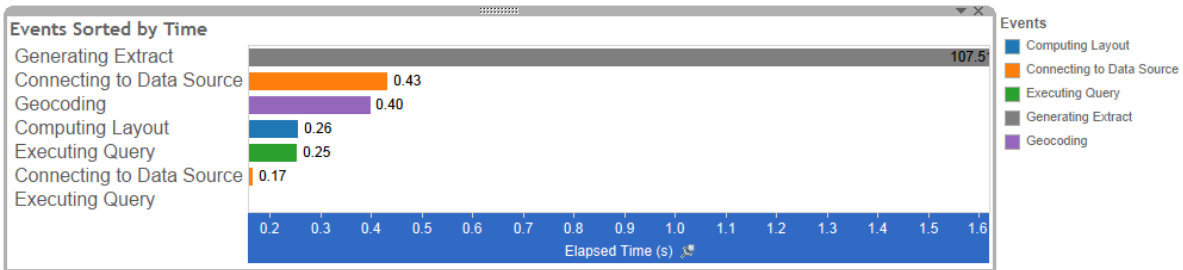 Events Sorted by Time
Generating Extract 107.51
Connecting to Data Source 0.43
Geocoding 0.40
Computing Layout 0.26
Executing Query 0.25
Connecting to Data Source 0.17
Executing Query
0.2 0.3 0.4 0.5 0.6 0.7 0.8 0.9 1.0 1.1 1.2 1.3 1.4 1.5 1.6
Elapsed Time (s)
Events
Computing Layout
Connecting to Data Source
Executing Query
Generating Extract
Geocoding